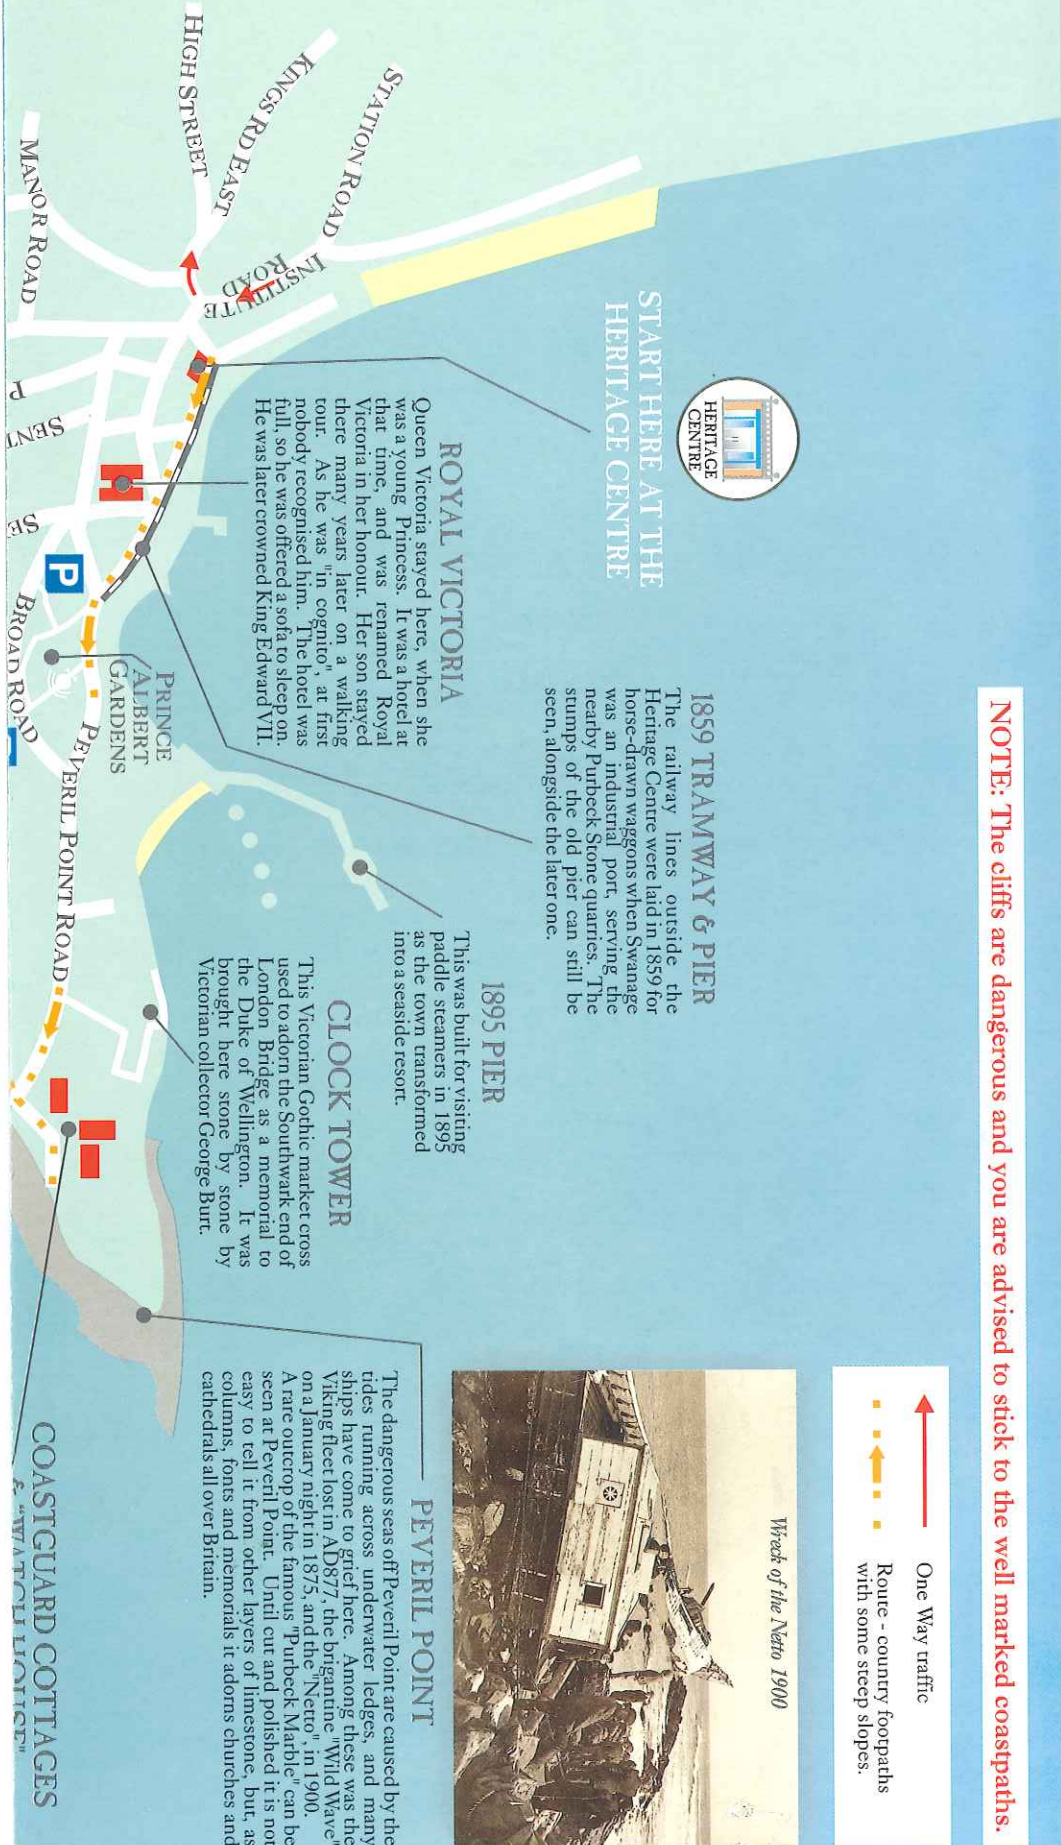 NOTE: The cliffs are dangerous and you are advised to stick to the well marked coastpaths.
One Way traffic
Route - country footpaths
with some steep slopes.
Wreck of the Netto 1900
HERITAGE
CENTRE
START HERE AT THE
HERITAGE CENTRE
1859 TRAMWAY & PIER
The railway lines outside the
Heritage Centre were laid in 1859 for
horse-drawn waggons when Swanage
was an industrial port, serving the
nearby Purbeck Stone quarries. The
stumps of the old pier can still be
seen, alongside the later one.
ROYAL VICTORIA
Queen Victoria stayed here, when she
was a young Princess. It was a hotel at
that time, and was renamed Royal
Victoria in her honour. Her son stayed
there many years later on a walking
tour. As he was "in cognito", at first
nobody recognised him. The hotel was
full, so he was offered a sofa to sleep on.
He was later crowned King Edward VII.
1895 PIER
This was built for visiting
paddle steamers in 1895
as the town transformed
into a seaside resort.
CLOCK TOWER
This Victorian Gothic market cross
used to adorn the Southwark end of
London Bridge as a memorial to
the Duke of Wellington. It was
brought here stone by stone by
Victorian collector George Burt.
PEVERIL POINT
The dangerous seas off Peveril Point are caused by the
tides running across underwater ledges, and many
ships have come to grief here. Among these was the
Viking fleet lost in AD877, the brigantine "Wild Wave"
on a January night in 1875, and the "Netto", in 1900.
A rare outcrop of the famous "Purbeck Marble" can be
seen at Peveril Point. Until cut and polished it is not
easy to tell it from other layers of limestone, but, as
columns, fonts and memorials it adorns churches and
cathedrals all over Britain.
STATION ROAD
KINGS RD EAST
HIGH STREET
INSTITUTE
ROAD
MANOR ROAD
P
SENT
SE
P
BROAD ROAD
PRINCE
ALBERT
GARDENS
PEVERIL POINT ROAD
COASTGUARD COTTAGES
& "WATCH HOUSE"